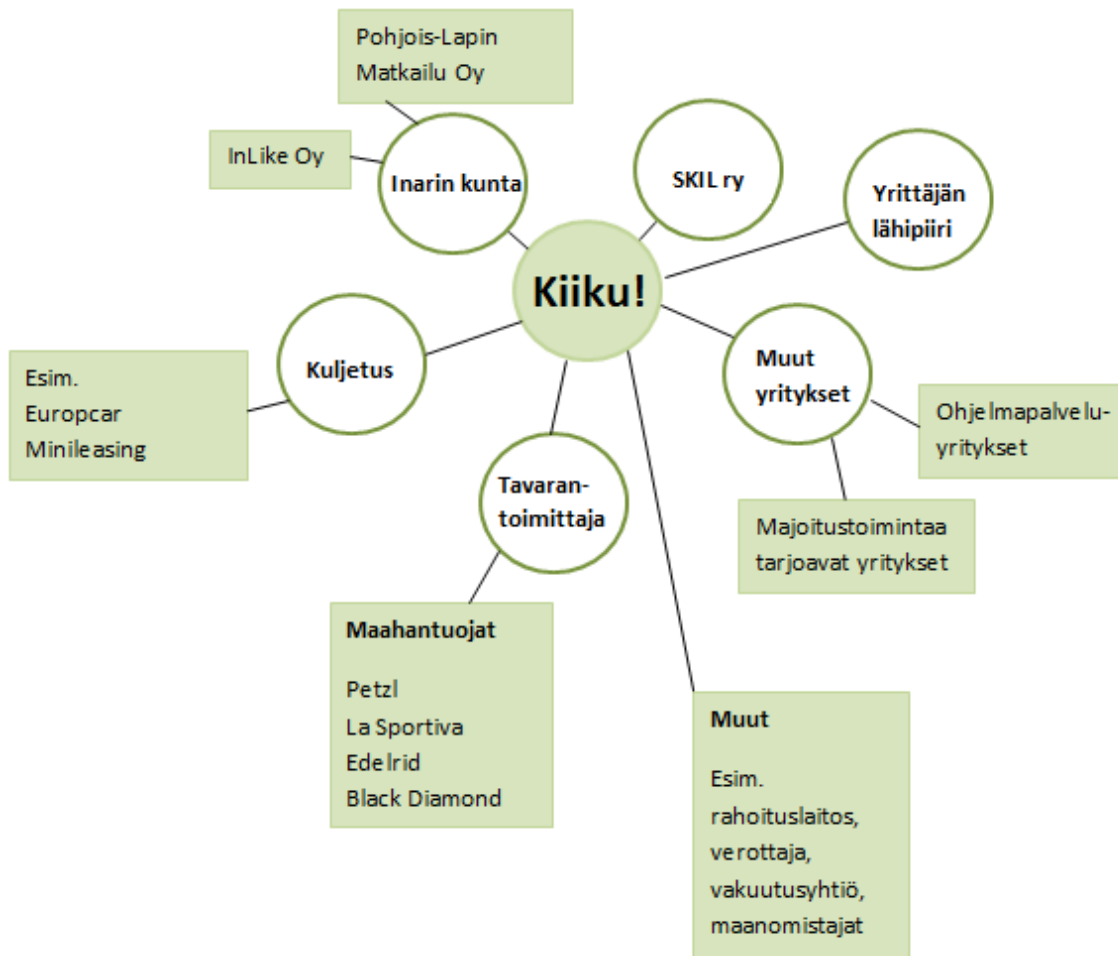 Pohjois-Lapin
Matkailu Oy
InLike Oy
Inarin kunta
SKIL ry
Yrittäjän
lähipiiri
Kiiku!
Kuljetus
Muut
yritykset
Esim.
Europcar
Minileasing
Ohjelmapalvelu-
yritykset
Tavaran-
toimittaja
Majoitustoimintaa
tarjoavat yritykset
Maahantuojat
Petzl
La Sportiva
Edelrid
Black Diamond
Muut
Esim.
rahoituslaitos,
verottaja,
vakuutusyhtiö,
maanomistajat